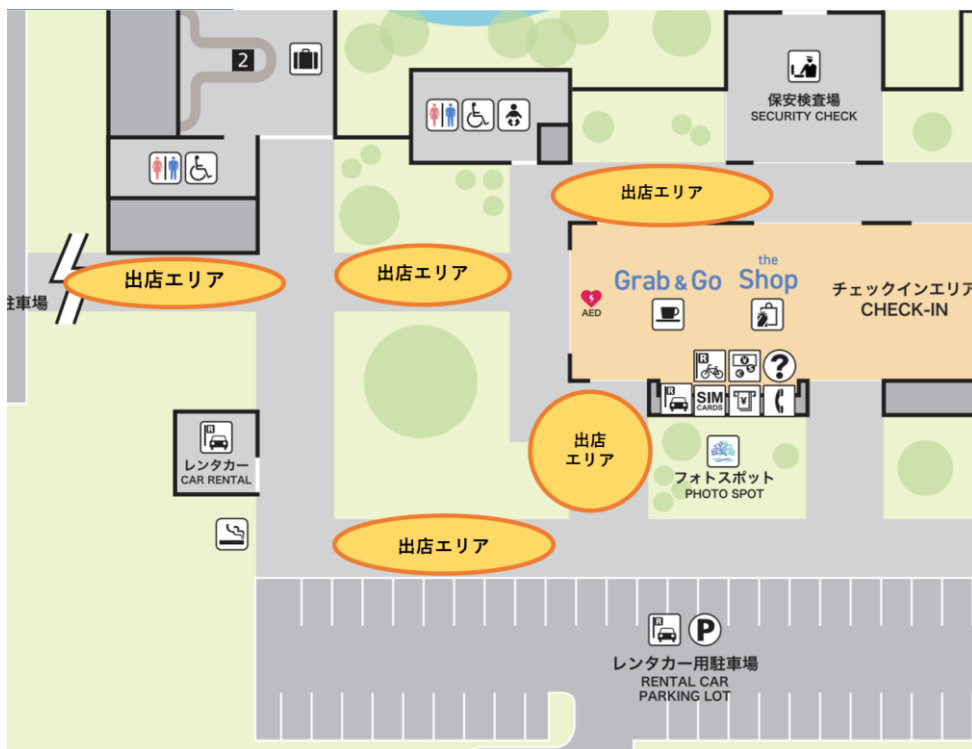 2
保安検査場
SECURITY CHECK
出店エリア
出店エリア
出店エリア
the
Grab & Go
Shop
AED
チェックインエリア
CHECK-IN
車場
R
?
R
SIM
CARDS
¥
出店
エリア
R
レンタカー
CAR RENTAL
フォトスポット
PHOTO SPOT
出店エリア
R
P
レンタカー用駐車場
RENTAL CAR
PARKING LOT